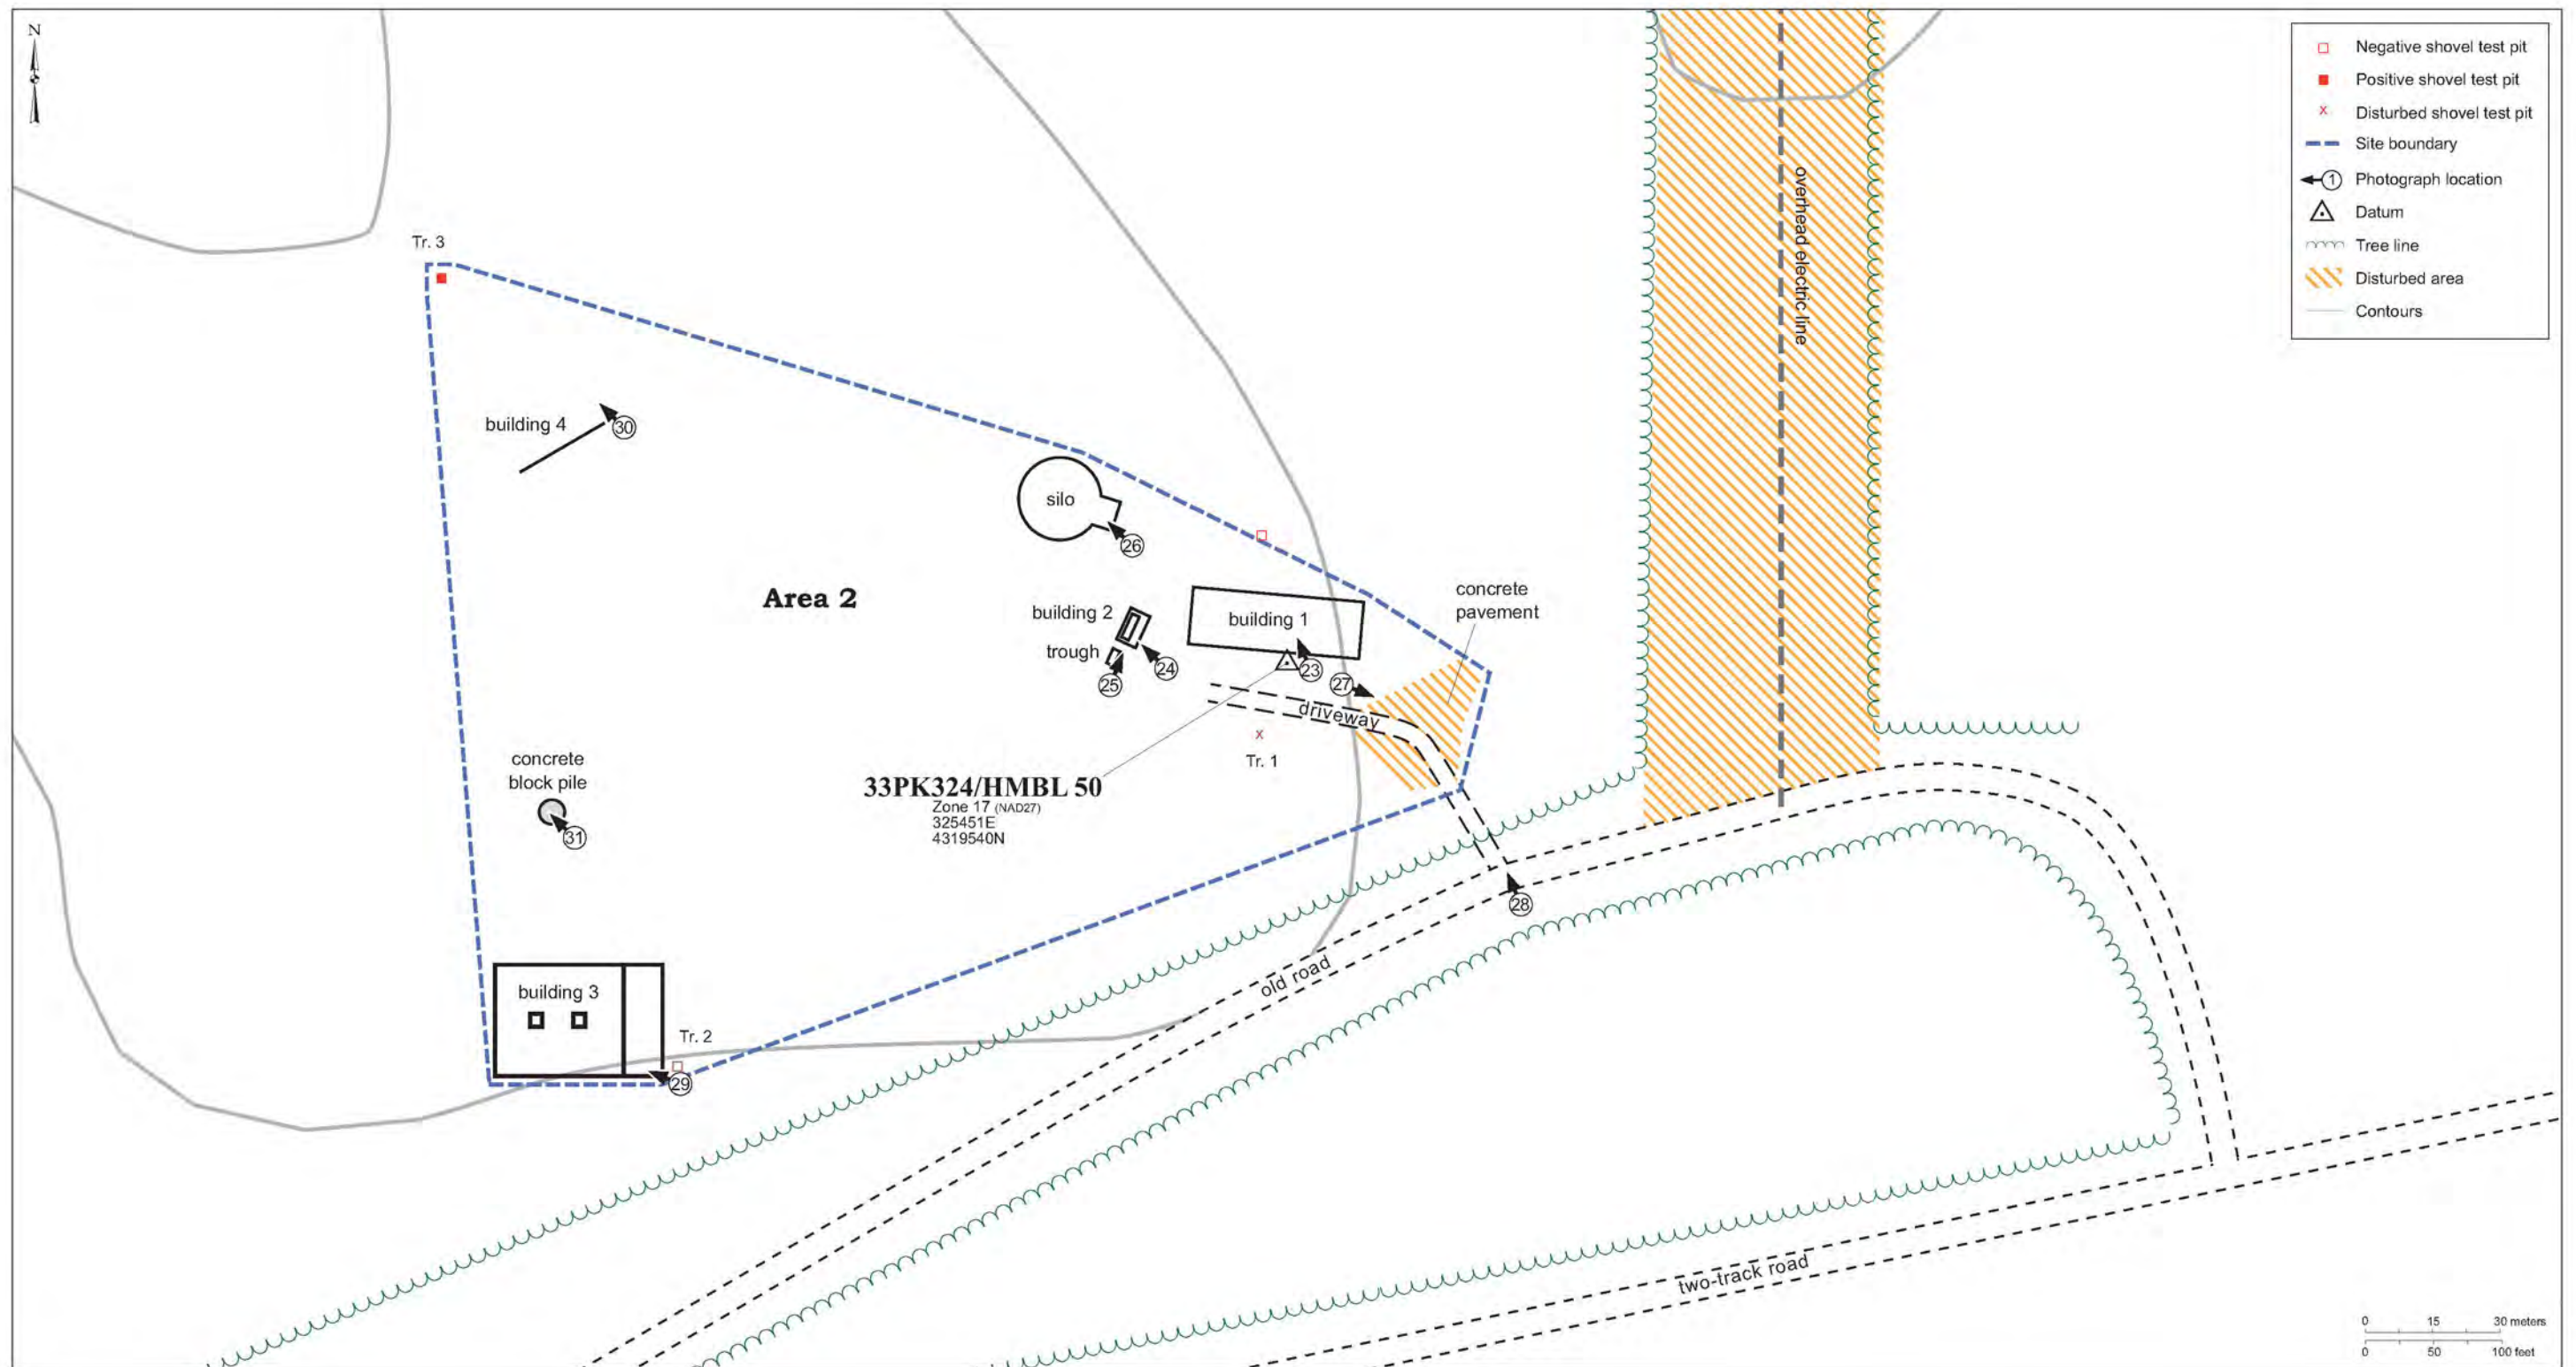 N
Negative shovel test pit
Positive shovel test pit
x Disturbed shovel test pit
Site boundary
1 Photograph location
Datum
Tree line
Disturbed area
Contours
overhead electric line
Tr. 3
building 4
30
silo
26
Area 2
building 2
trough
24
25
building 1
23
27
concrete
pavement
driveway
x
Tr. 1
33PK324/HMBL 50
Zone 17 (NAD27)
325451E
4319540N
concrete
block pile
31
28
old road
building 3
Tr. 2
29
two-track road
0 15 30 meters
0 50 100 feet